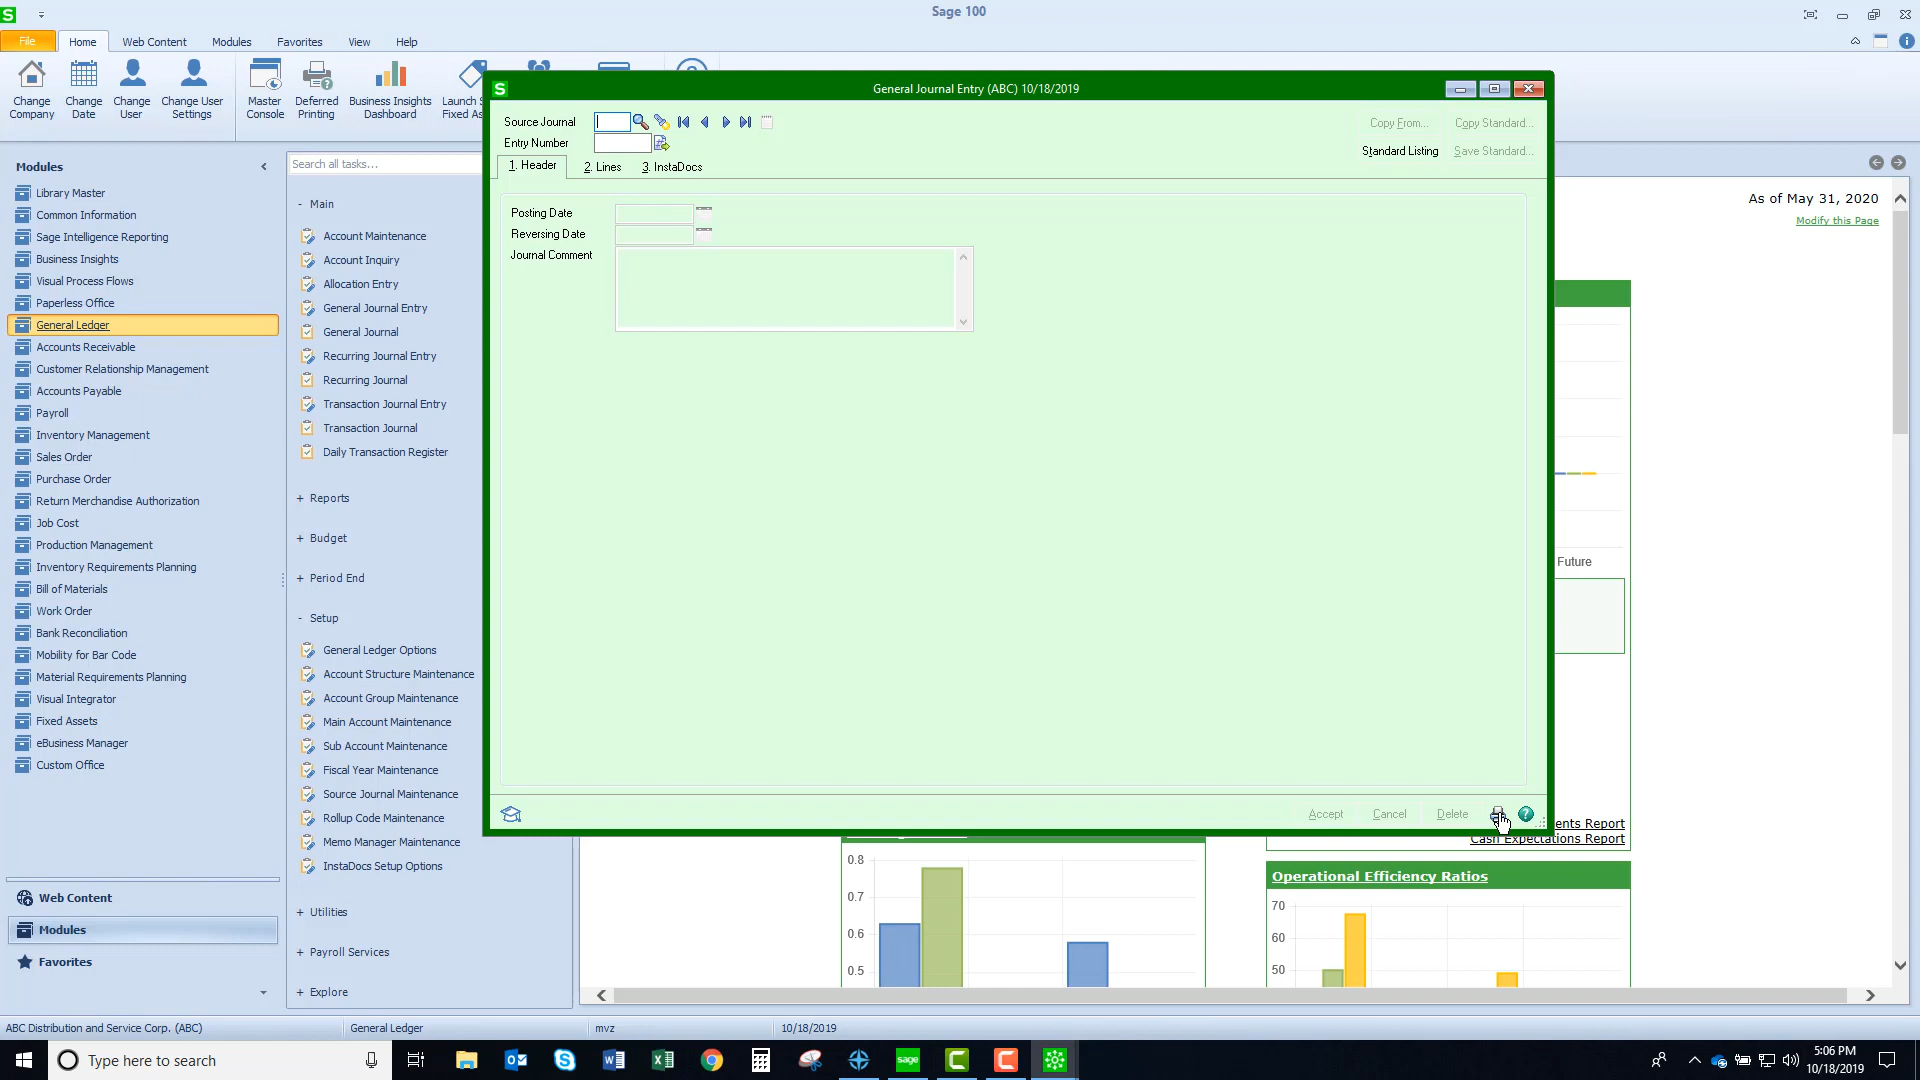 Sage 100
File Home Web Content Modules Favorites View Help
Change Company
Change Date
Change User
Change User Settings
Master Console
Deferred Printing
Business Insights Dashboard
Modules
Library Master
Common Information
Sage Intelligence Reporting
Business Insights
Visual Process Flows
Paperless Office
General Ledger
Accounts Receivable
Customer Relationship Management
Accounts Payable
Payroll
Inventory Management
Sales Order
Purchase Order
Return Merchandise Authorization
Job Cost
Production Management
Inventory Requirements Planning
Bill of Materials
Work Order
Bank Reconciliation
Mobility for Bar Code
Material Requirements Planning
Visual Integrator
Fixed Assets
eBusiness Manager
Custom Office
Web Content
Modules
Favorites
Search all tasks...
- Main
Account Maintenance
Account Inquiry
Allocation Entry
General Journal Entry
General Journal
Recurring Journal Entry
Recurring Journal
Transaction Journal Entry
Transaction Journal
Daily Transaction Register
+ Reports
+ Budget
+ Period End
- Setup
General Ledger Options
Account Structure Maintenance
Account Group Maintenance
Main Account Maintenance
Sub Account Maintenance
Fiscal Year Maintenance
Source Journal Maintenance
Rollup Code Maintenance
Memo Manager Maintenance
InstaDocs Setup Options
+ Utilities
+ Payroll Services
+ Explore
General Journal Entry (ABC) 10/18/2019
Source Journal
Entry Number
Copy From...
Copy Standard...
Standard Listing
Save Standard...
1. Header
2. Lines
3. InstaDocs
Posting Date
Reversing Date
Journal Comment
Accept
Cancel
Delete
As of May 31, 2020
Modify this Page
Future
Cash Expectations Report
0.8
0.7
0.6
0.5
Operational Efficiency Ratios
70
60
50
ABC Distribution and Service Corp. (ABC)
General Ledger
mvz
10/18/2019
Type here to search
sage
5:06 PM
10/18/2019